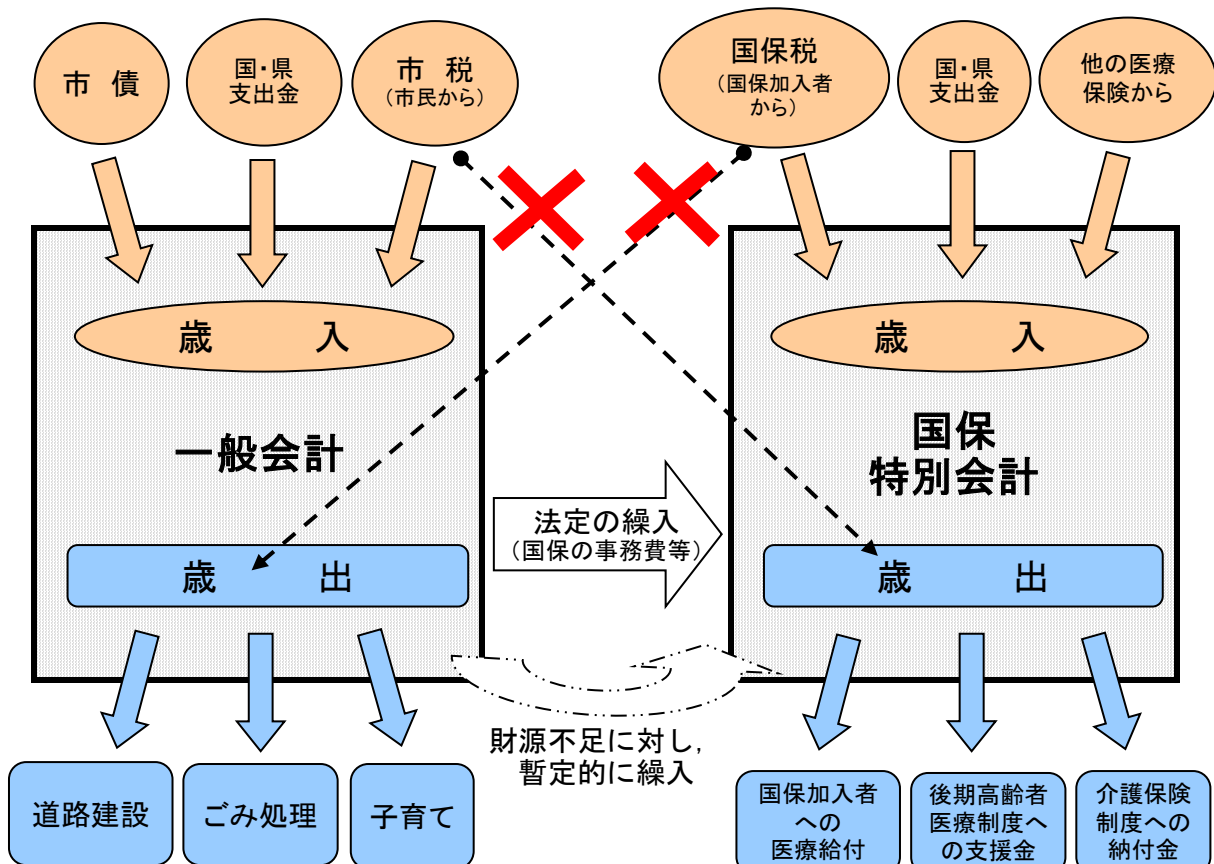 市 債
国・県
支出金
市 税
（市民から）
国保税
（国保加入者
から）
国・県
支出金
他の医療
保険から
歳 入
歳 入
一般会計
国保
特別会計
法定の繰入
（国保の事務費等）
歳 出
歳 出
財源不足に対し，
暫定的に繰入
道路建設
ごみ処理
子育て
国保加入者
への
医療給付
後期高齢者
医療制度へ
の支援金
介護保険
制度への
納付金